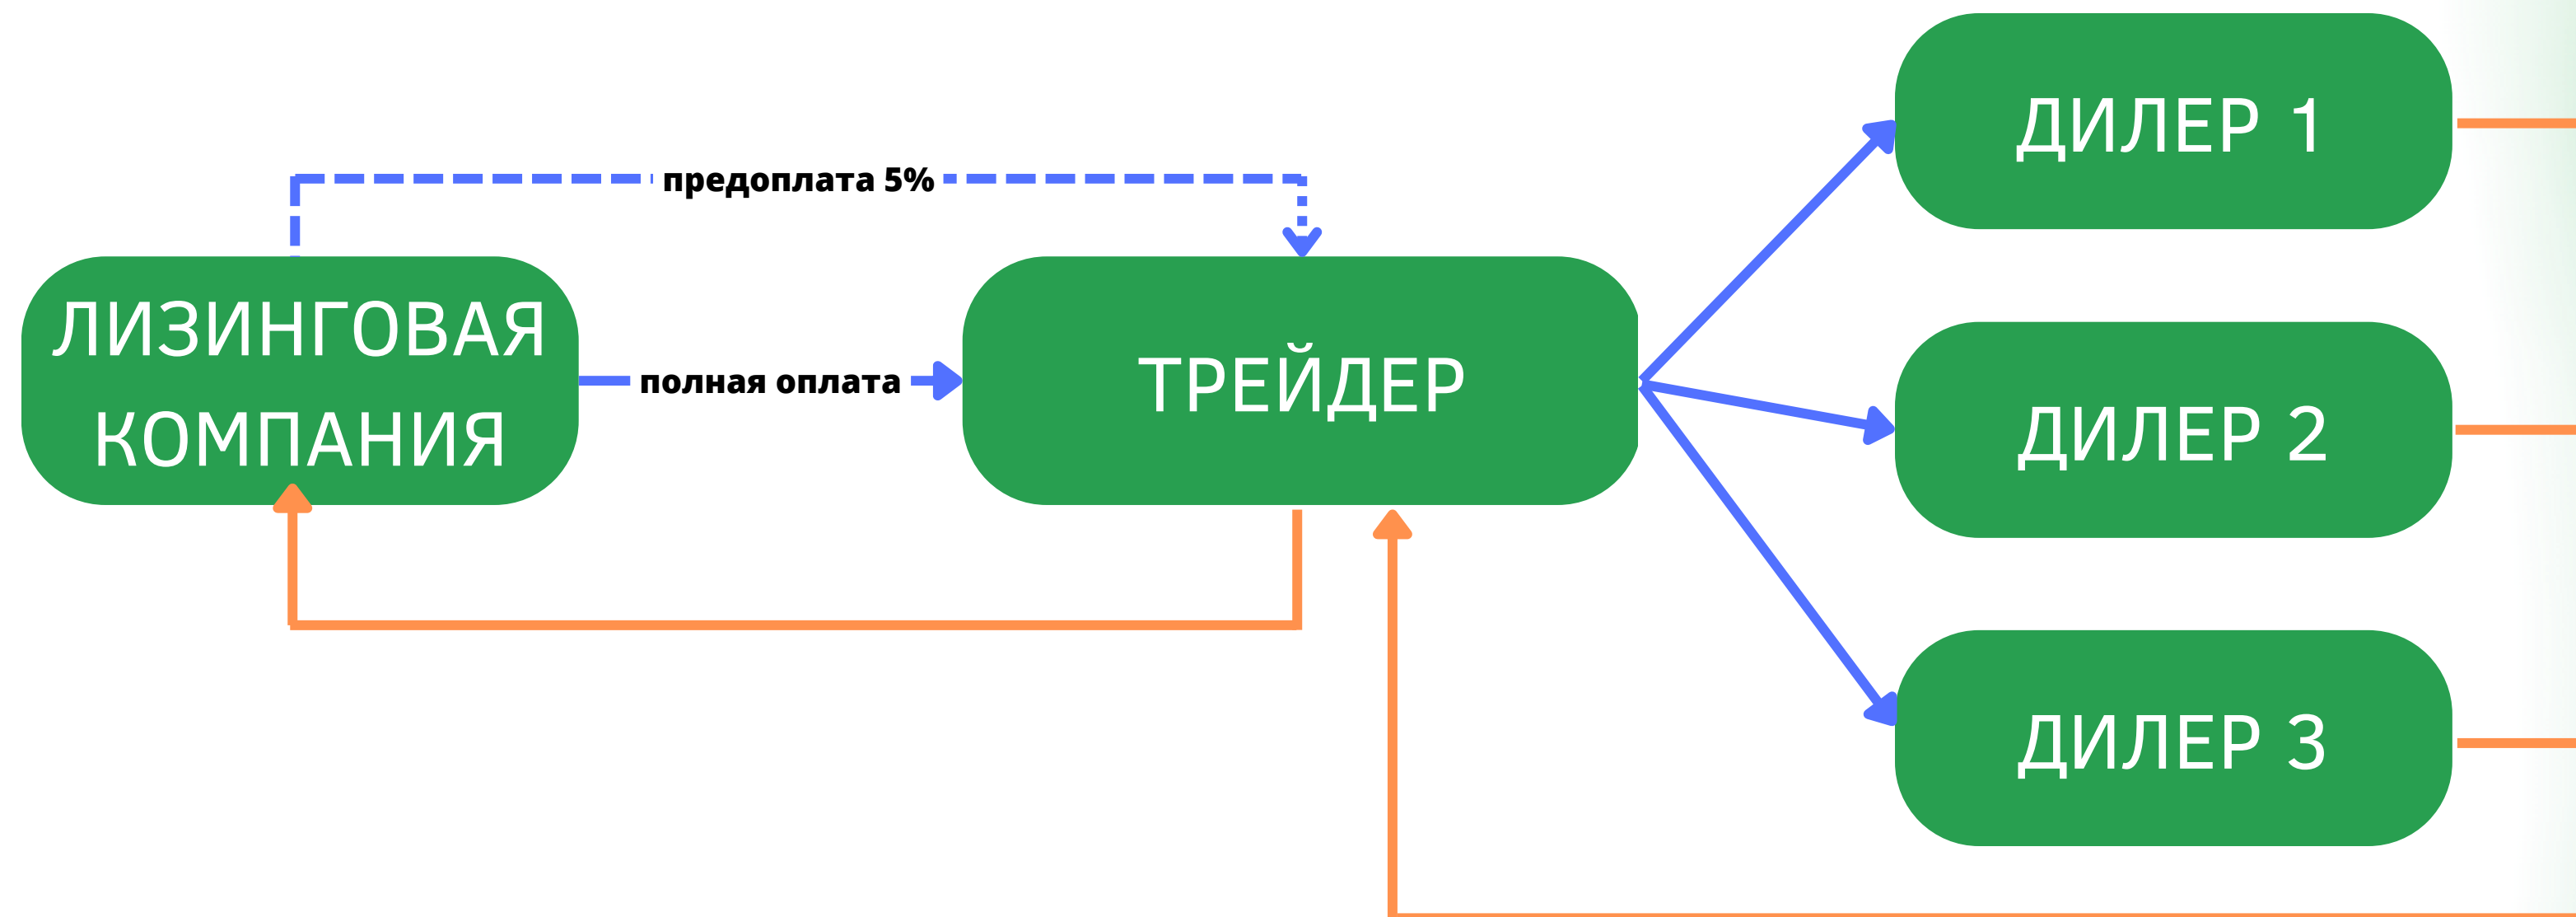 ДИЛЕР 1
предоплата 5%
ЛИЗИНГОВАЯ
КОМПАНИЯ
полная оплата
ТРЕЙДЕР
ДИЛЕР 2
ДИЛЕР 3